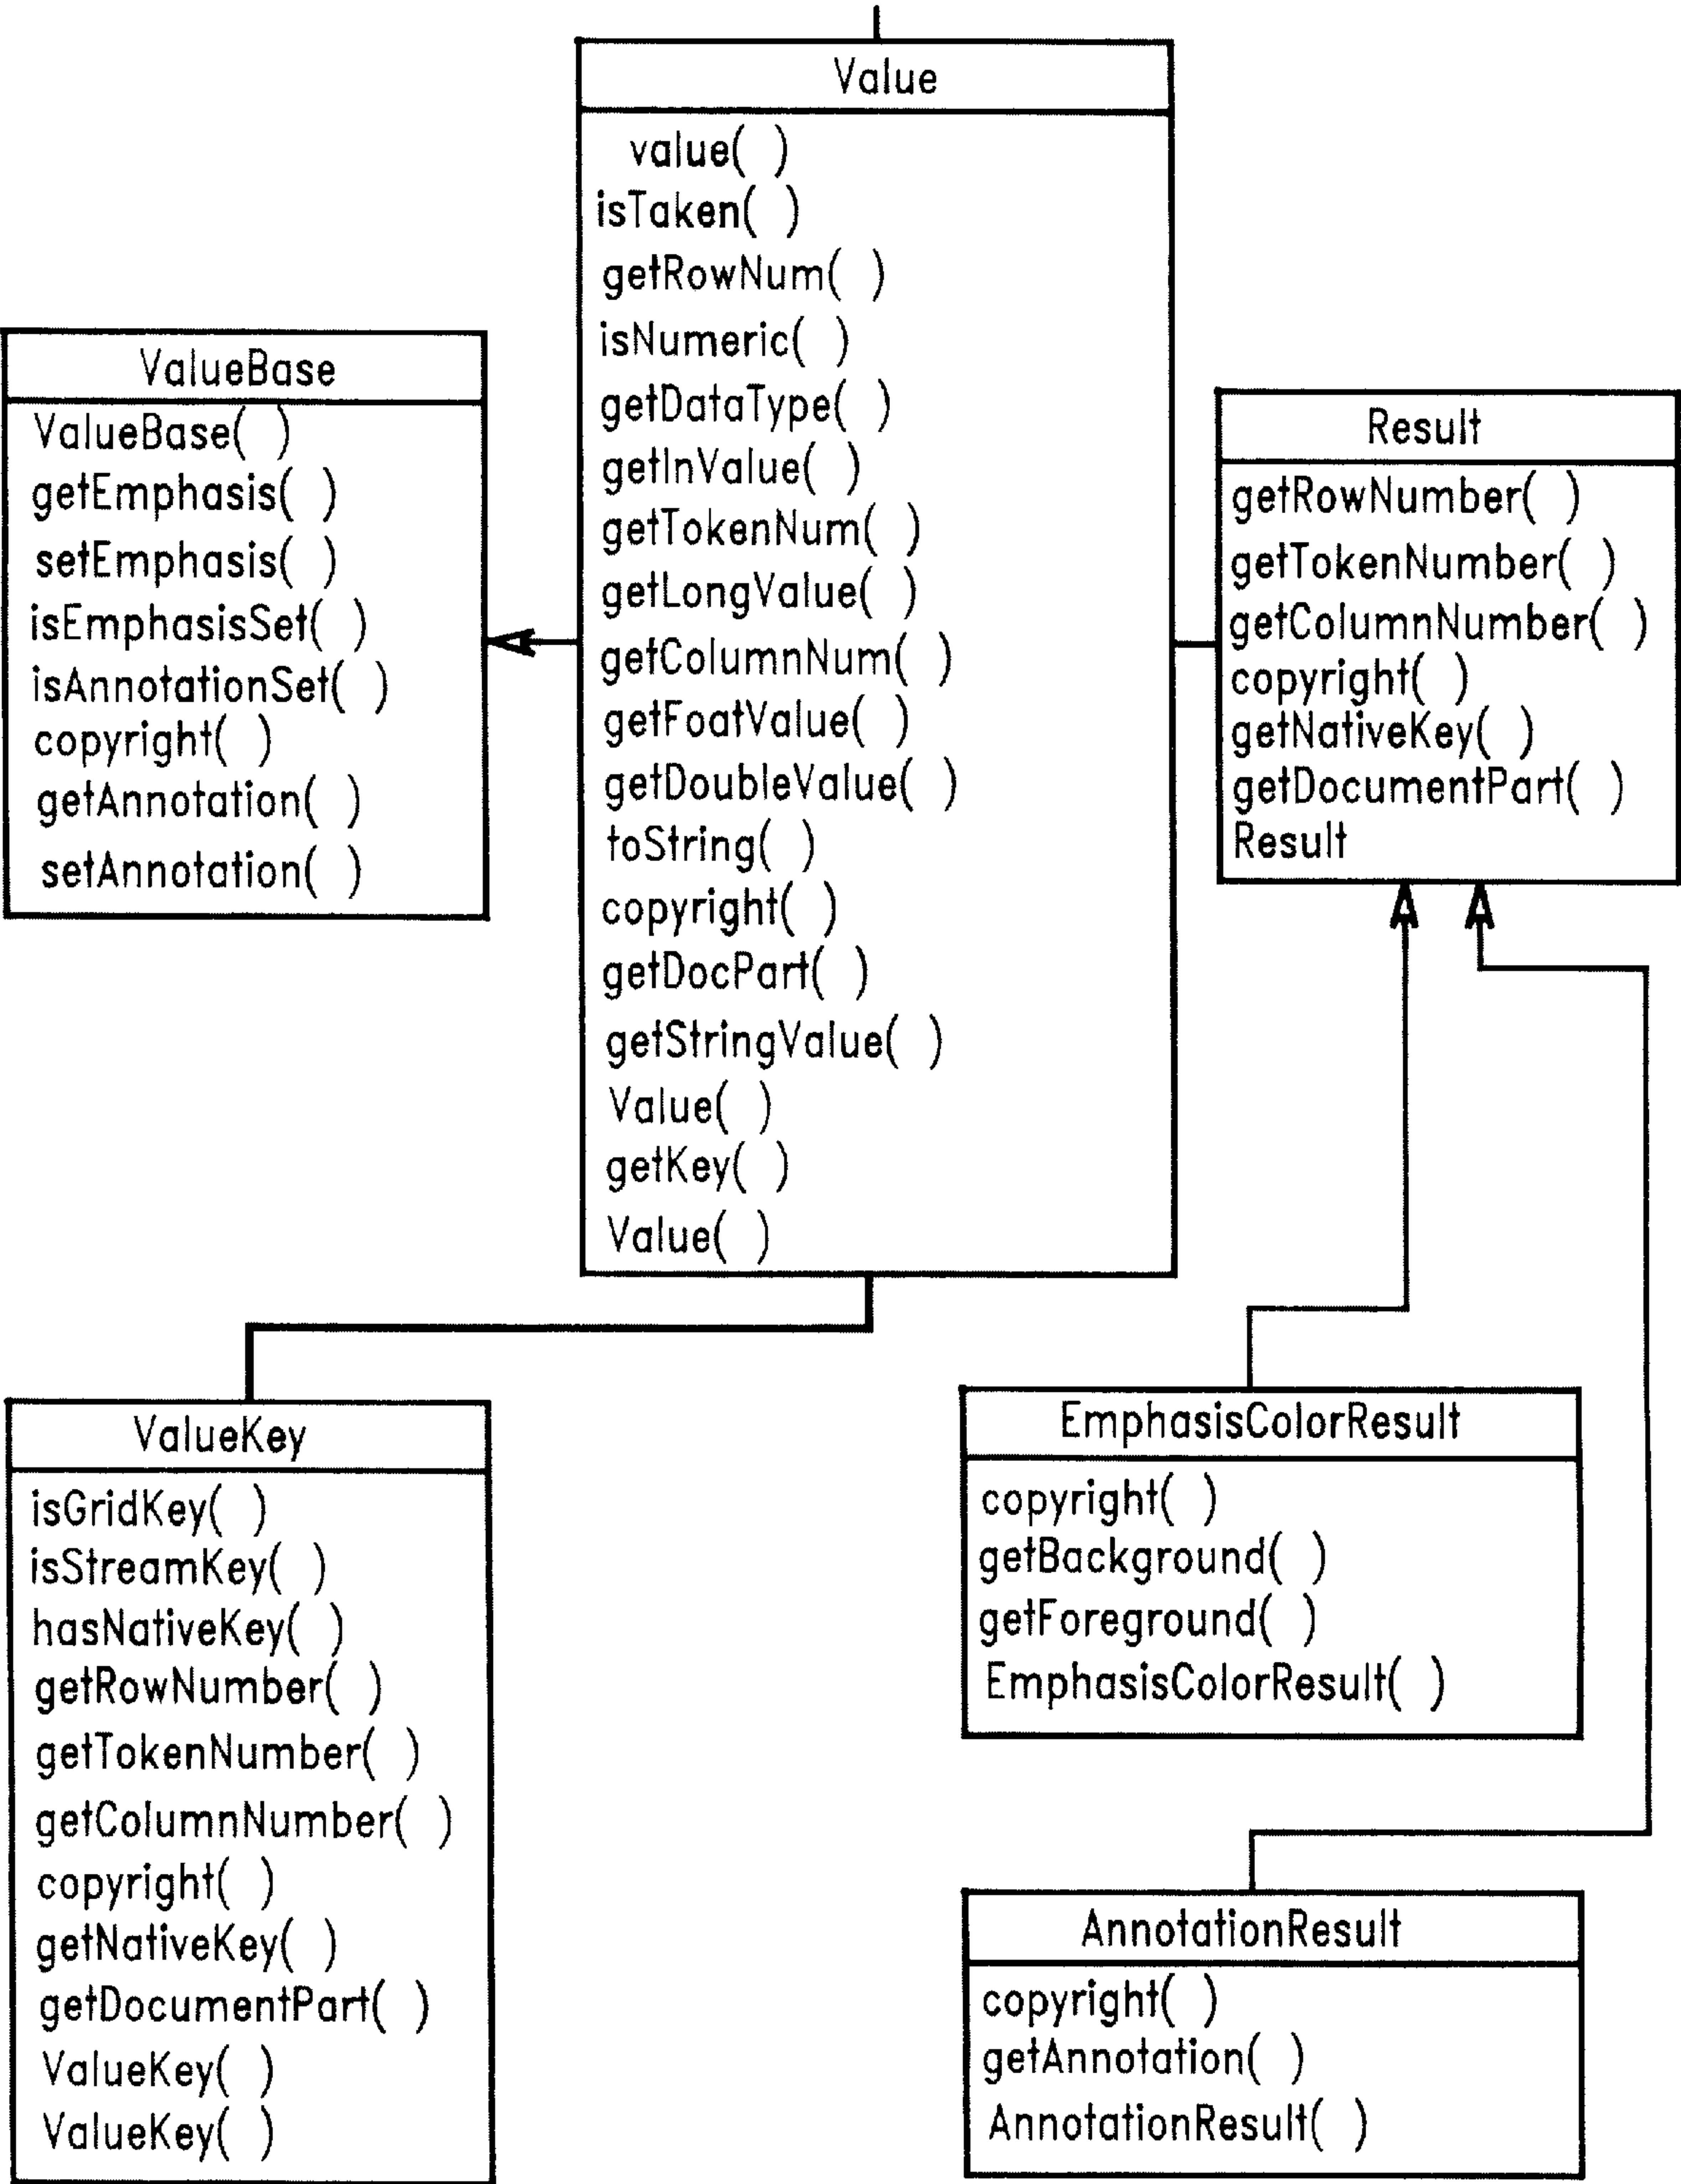 Value
value( )
isTaken( )
getRowNum( )
isNumeric( )
getDataType( )
getInValue( )
getTokenNum( )
getLongValue( )
getColumnNum( )
getFoatValue( )
getDoubleValue( )
toString( )
copyright( )
getDocPart( )
getStringValue( )
Value( )
getKey( )
Value( )
ValueBase
ValueBase( )
getEmphasis( )
setEmphasis( )
isEmphasisSet( )
isAnnotationSet( )
copyright( )
getAnnotation( )
setAnnotation( )
Result
getRowNumber( )
getTokenNumber( )
getColumnNumber( )
copyright( )
getNativeKey( )
getDocumentPart( )
Result
ValueKey
isGridKey( )
isStreamKey( )
hasNativeKey( )
getRowNumber( )
getTokenNumber( )
getColumnNumber( )
copyright( )
getNativeKey( )
getDocumentPart( )
ValueKey( )
ValueKey( )
EmphasisColorResult
copyright( )
getBackground( )
getForeground( )
EmphasisColorResult( )
AnnotationResult
copyright( )
getAnnotation( )
AnnotationResult( )